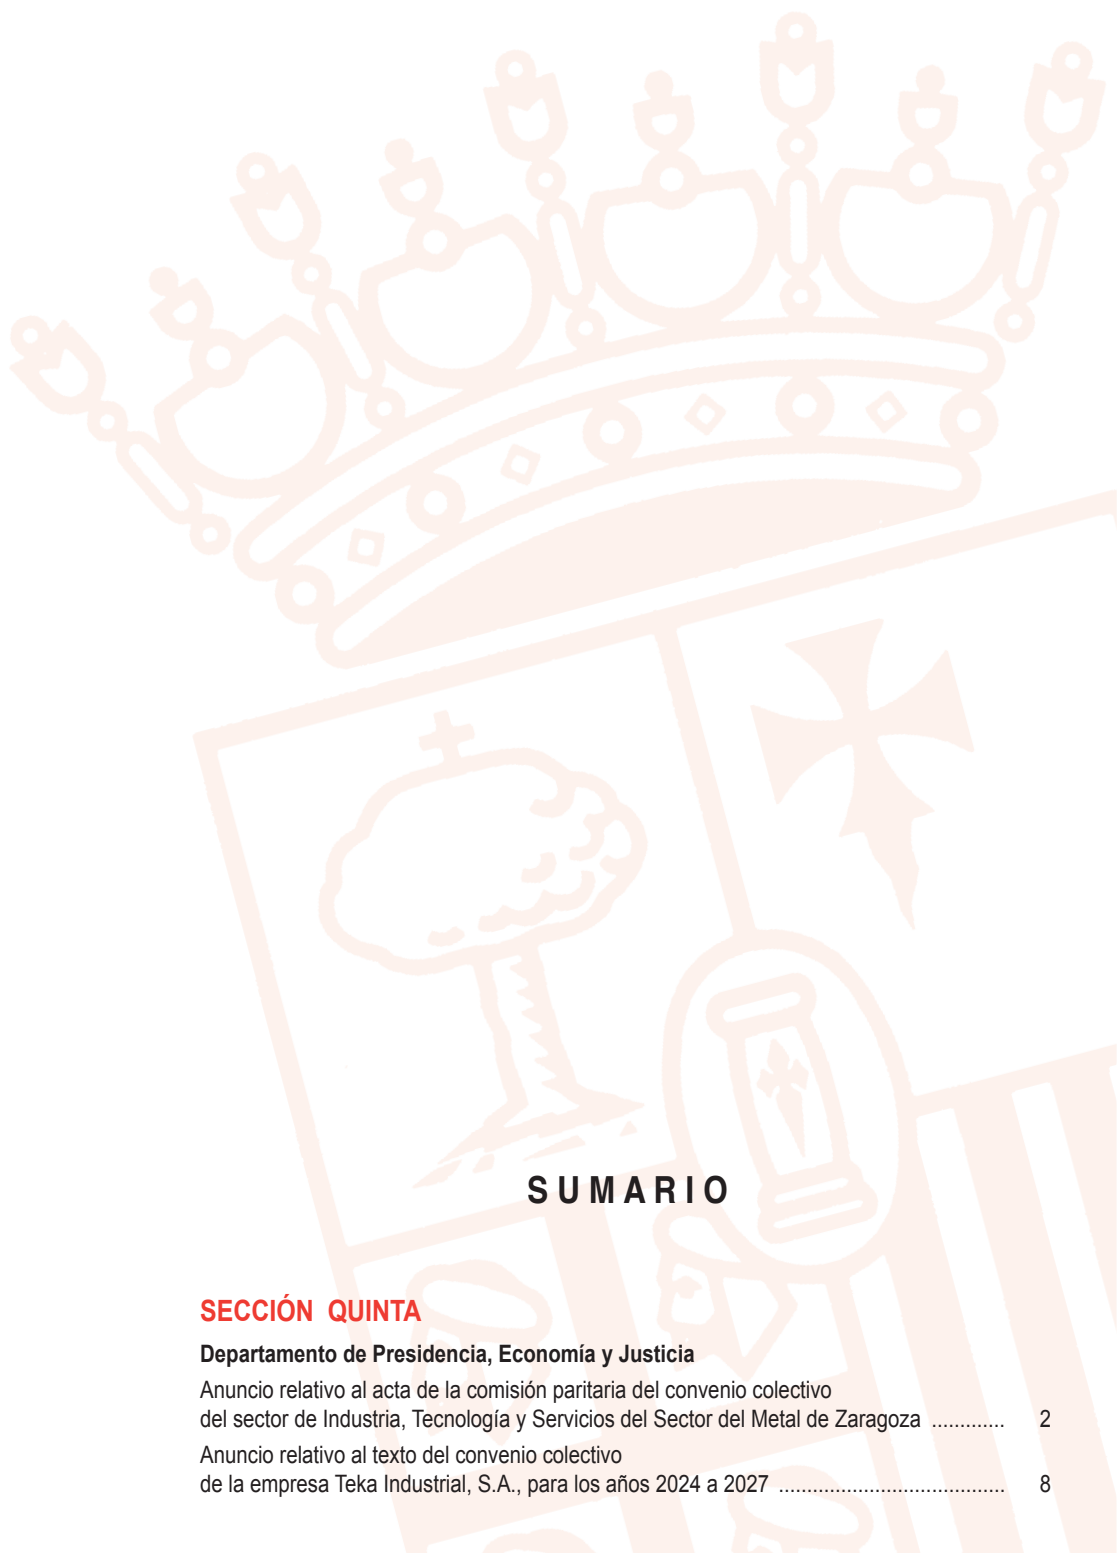 SUMARIO
SECCIÓN QUINTA
Departamento de Presidencia, Economía y Justicia
Anuncio relativo al acta de la comisión paritaria del convenio colectivo
del sector de Industria, Tecnología y Servicios del Sector del Metal de Zaragoza ............. 2
Anuncio relativo al texto del convenio colectivo
de la empresa Teka Industrial, S.A., para los años 2024 a 2027 ........................................ 8